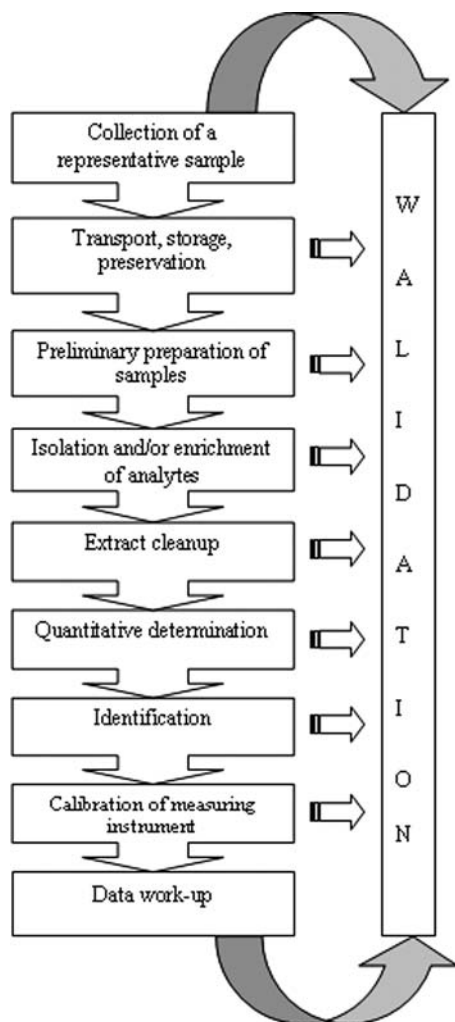 Collection of a
representative sample
Transport, storage,
preservation
Preliminary preparation of
samples
Isolation and/or enrichment
of analytes
Extract cleanup
Quantitative determination
Identification
Calibration of measuring
instrument
Data work-up
W
A
L
I
D
A
T
I
O
N